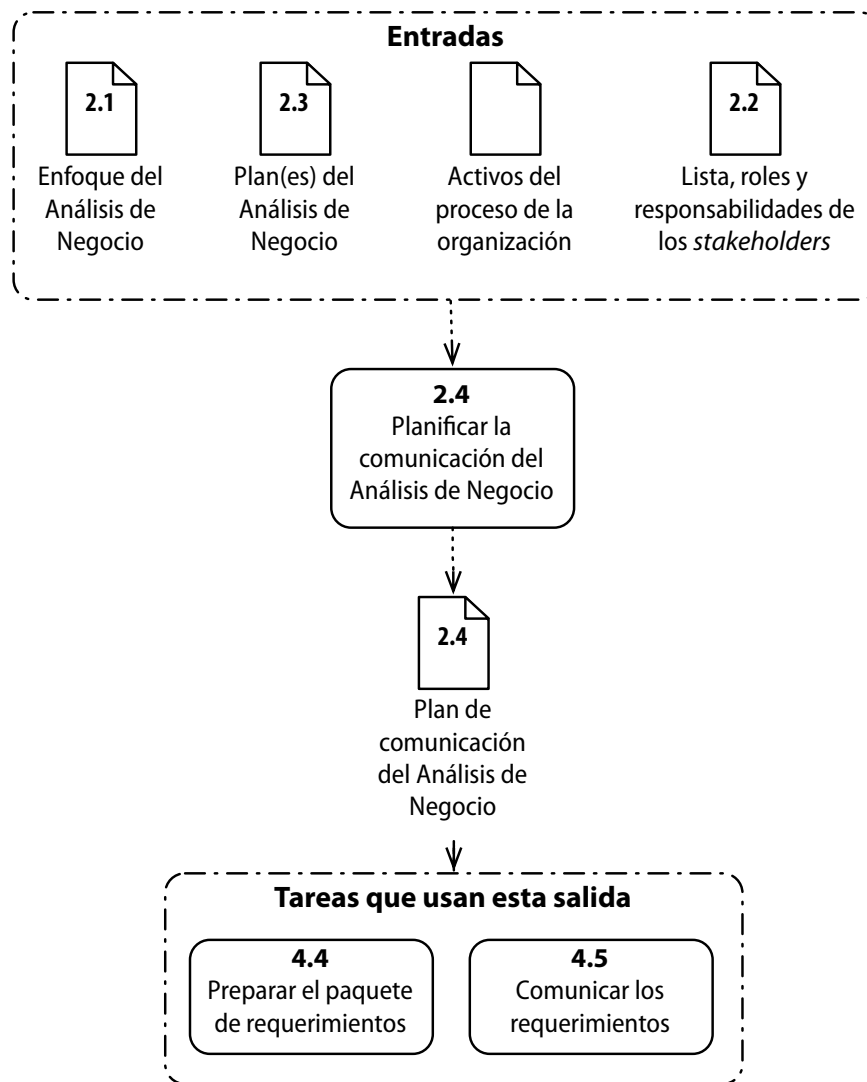 Entradas
2.1
Enfoque del
Análisis de
Negocio
2.3
Plan(es) del
Análisis de
Negocio
Activos del
proceso de la
organización
2.2
Lista, roles y
responsabilidades de
los stakeholders
2.4
Planificar la
comunicación del
Análisis de Negocio
2.4
Plan de
comunicación
del Análisis de
Negocio
Tareas que usan esta salida
4.4
Preparar el paquete
de requerimientos
4.5
Comunicar los
requerimientos